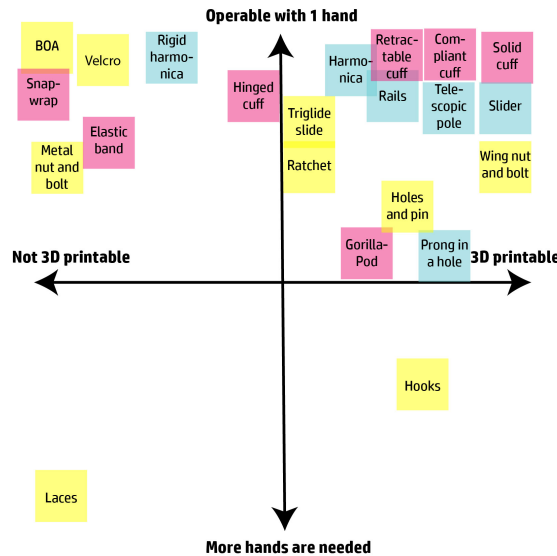 Operable with 1 hand
BOA
Velcro
Rigid
harmo-
nica
Snap-
wrap
Elastic
band
Metal
nut and
bolt
Hinged
cuff
Triglide
slide
Ratchet
Harmo-
nica
Retrac-
table
cuff
Com-
pliant
cuff
Solid
cuff
Rails
Tele-
scopic
pole
Slider
Wing nut
and bolt
Holes
and pin
Gorilla-
Pod
Prong in
a hole
Not 3D printable
3D printable
Hooks
Laces
More hands are needed